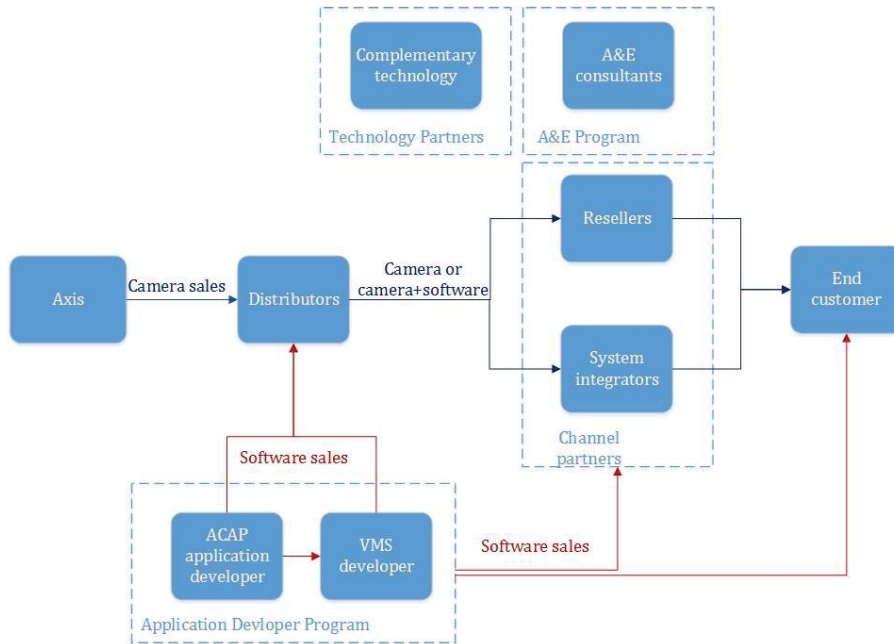 Complementary
technology
Technology Partners
A&E
consultants
A&E Program
Resellers
Axis
Camera sales
Distributors
Camera or
camera+software
End
customer
System
integrators
Channel
partners
Software sales
ACAP
application
developer
VMS
developer
Software sales
Application Devloper Program